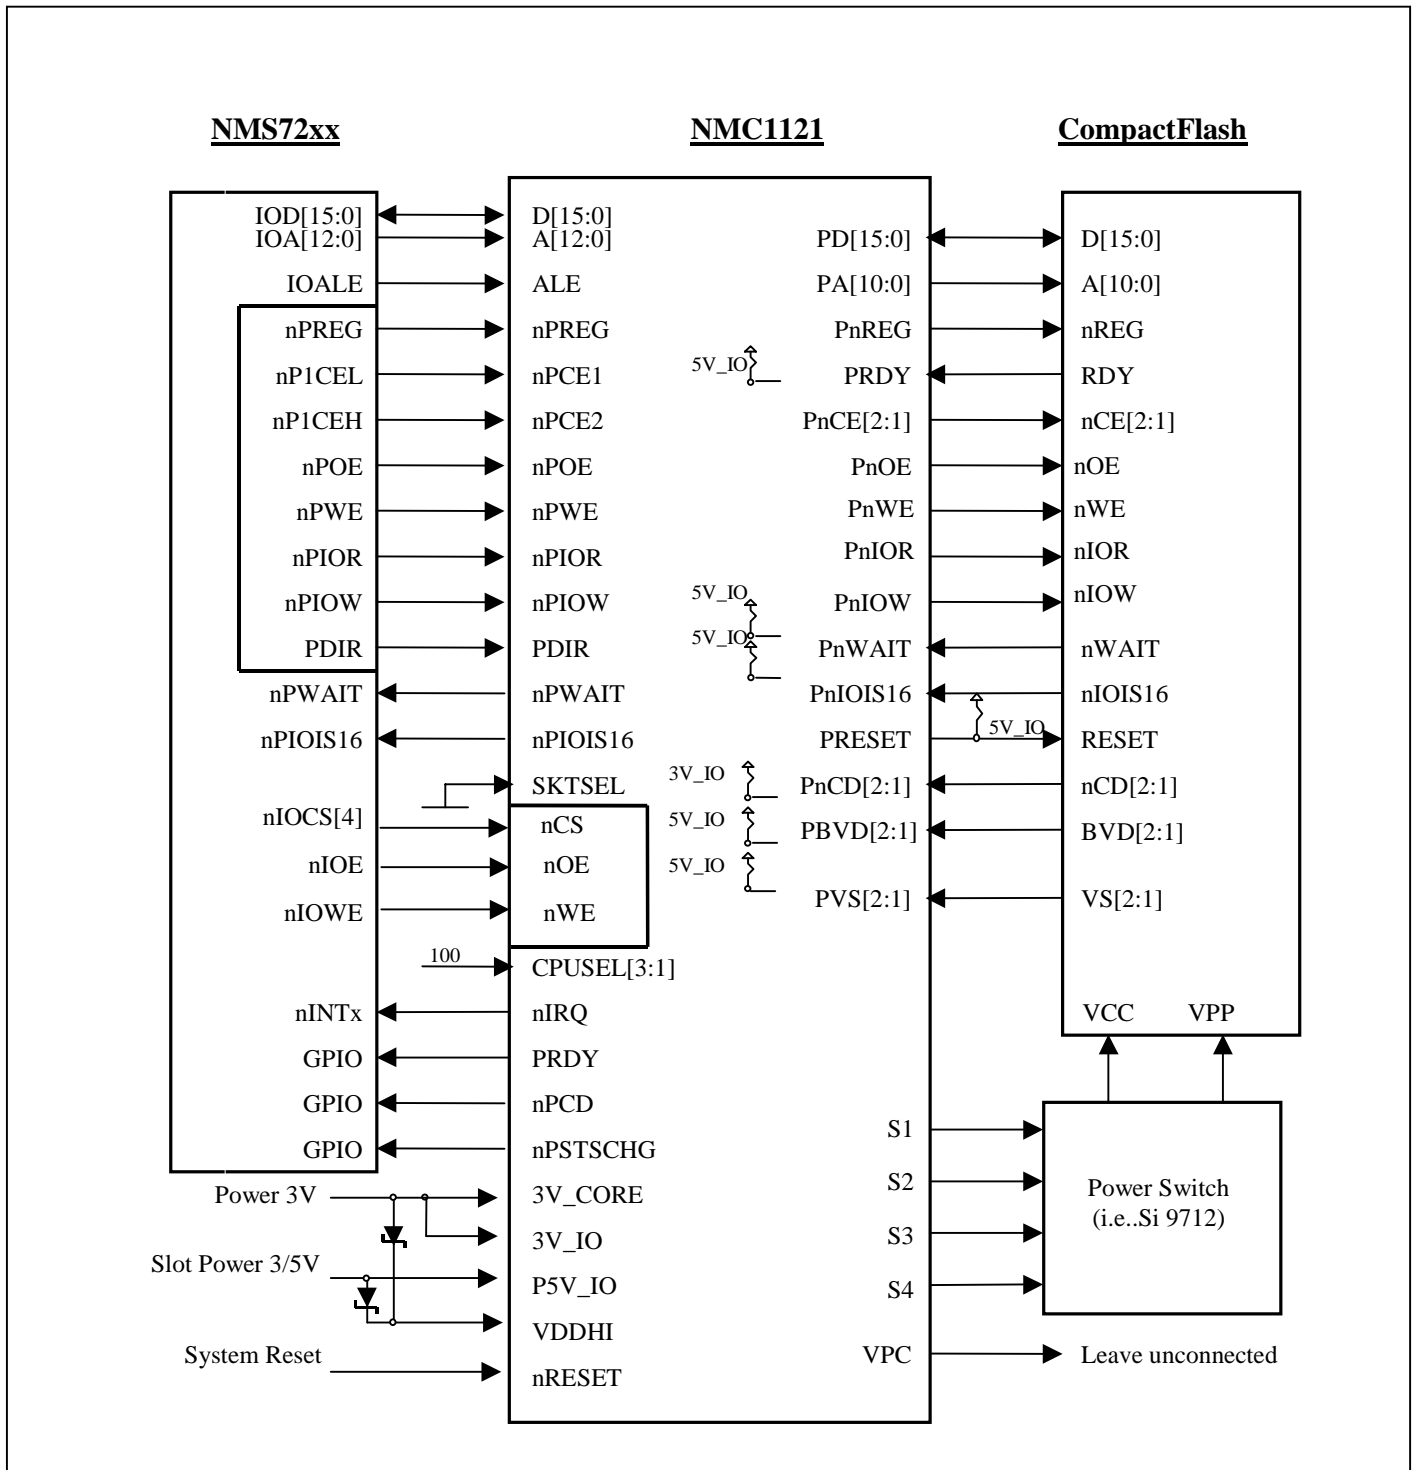 NMS72xx NMC1121 CompactFlash
IOD[15:0] D[15:0]
IOA[12:0] A[12:0] PD[15:0] D[15:0]
IOALE ALE PA[10:0] A[10:0]
nPREG nPREG PnREG nREG
nP1CEL nPCE1 5V_IO PRDY RDY
nP1CEH nPCE2 PnCE[2:1] nCE[2:1]
nPOE nPOE PnOE nOE
nPWE nPWE PnWE nWE
nPIOR nPIOR PnIOR nIOR
nPIOW nPIOW 5V_IO PnIOW nIOW
PDIR PDIR 5V_IO PnWAIT nWAIT
nPWAIT nPWAIT PnIOIS16 nIOIS16
nPIOIS16 nPIOIS16 PRESET 5V_IO RESET
SKTSEL 3V_IO PnCD[2:1] nCD[2:1]
nIOCS[4] nCS 5V_IO PBVD[2:1] BVD[2:1]
nIOE nOE 5V_IO
nIOWE nWE PVS[2:1] VS[2:1]
100 CPUSEL[3:1]
nINTx nIRQ VCC VPP
GPIO PRDY
GPIO nPCD
GPIO nPSTSCHG S1
Power 3V 3V_CORE S2 Power Switch
3V_IO S3 (i.e..Si 9712)
Slot Power 3/5V P5V_IO S4
VDDHI
System Reset nRESET VPC Leave unconnected